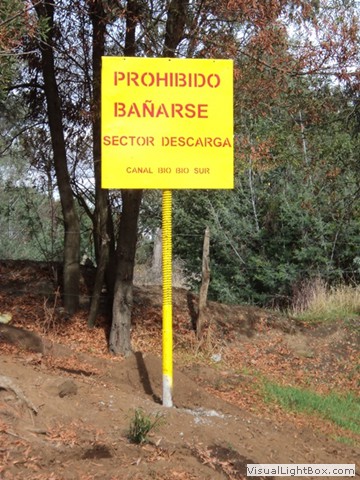 PROHIBIDO
BAÑARSE
SECTOR DESCARGA
CANAL BIO BIO SUR
VisualLightBox.com